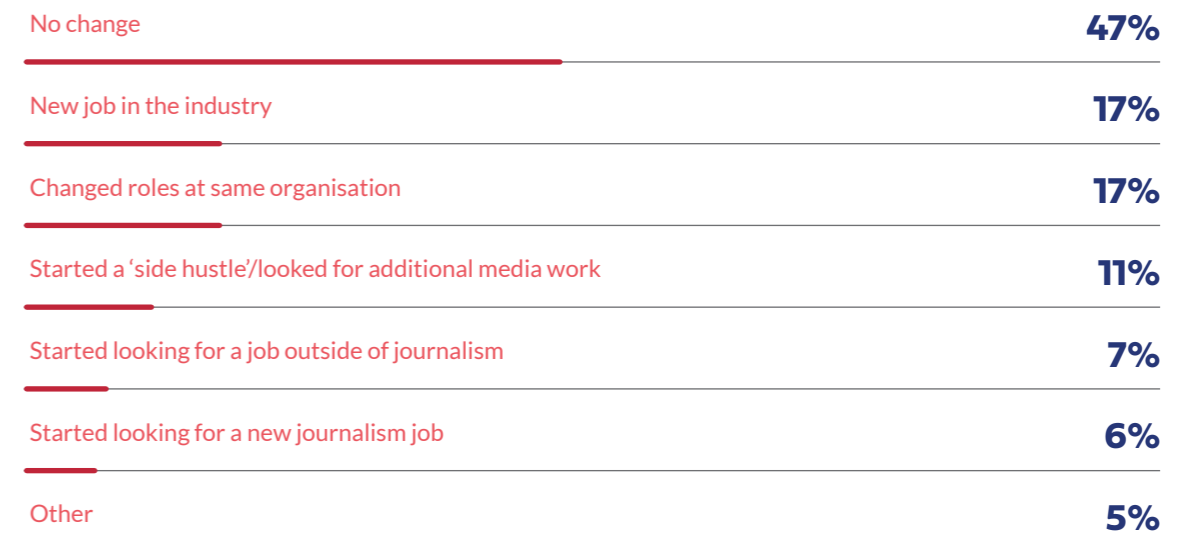 No change 47%
New job in the industry 17%
Changed roles at same organisation 17%
Started a ‘side hustle’/looked for additional media work 11%
Started looking for a job outside of journalism 7%
Started looking for a new journalism job 6%
Other 5%